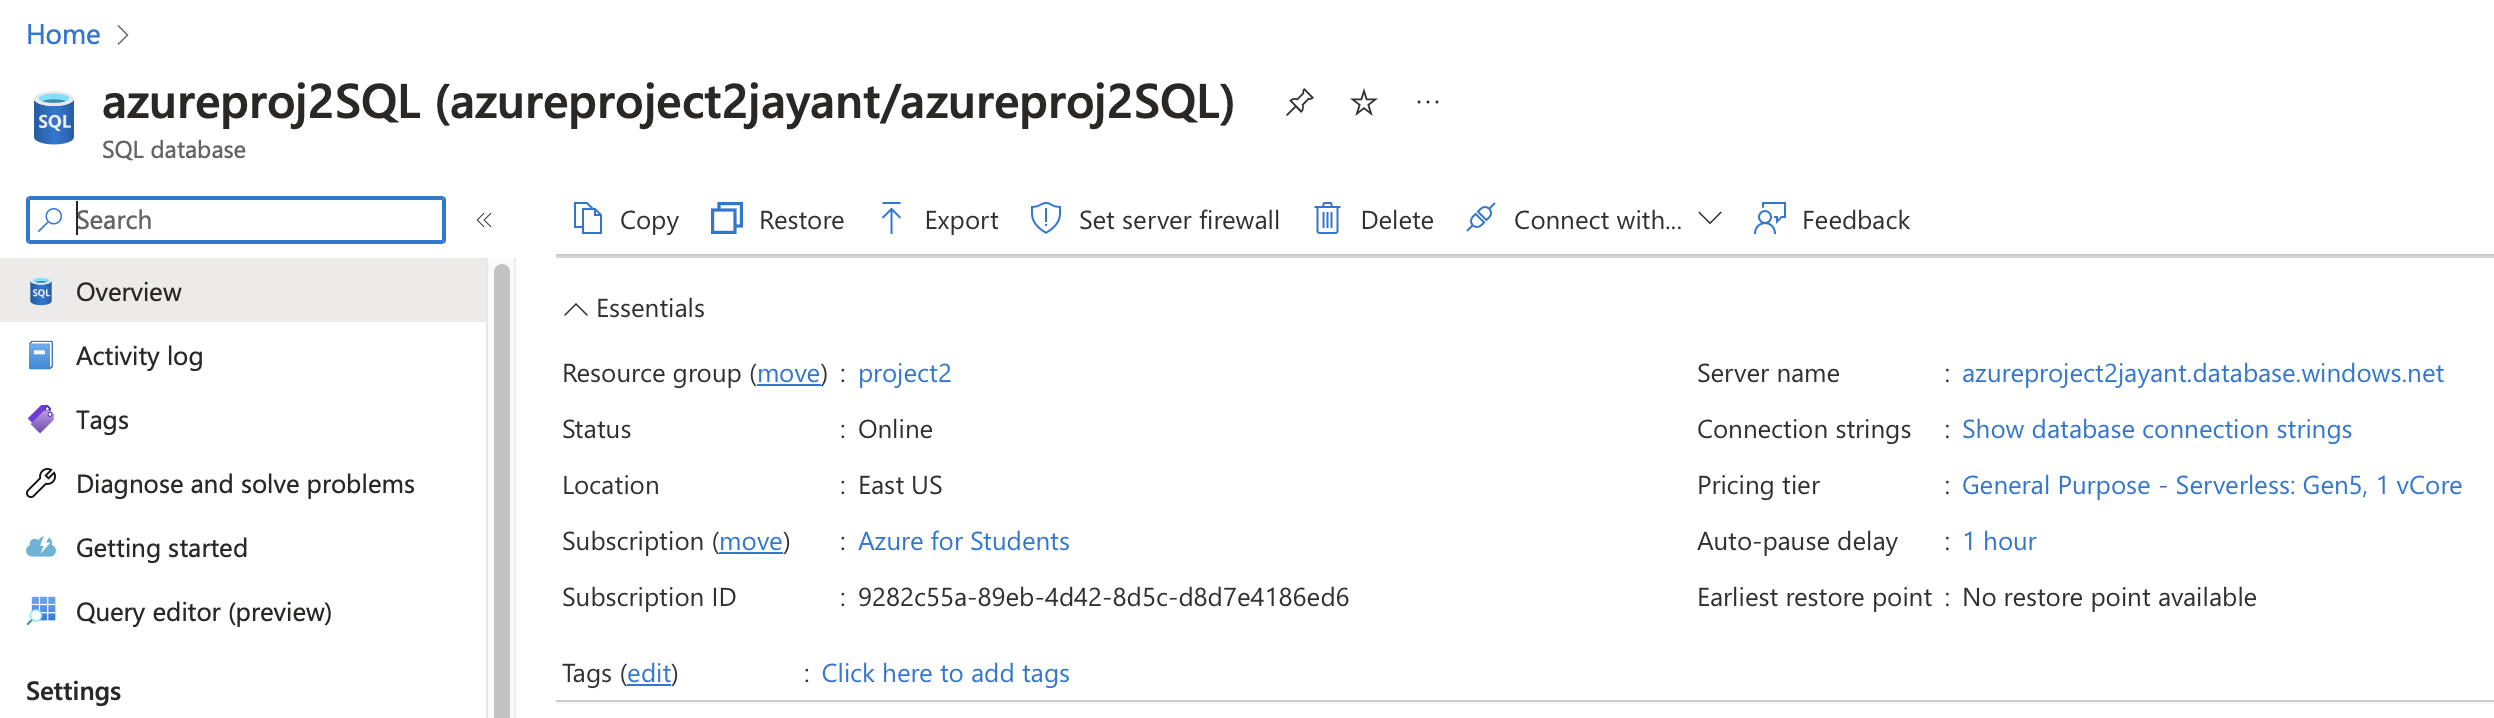 Home
azureproj2SQL (azureproject2jayant/azureproj2SQL)
SQL database
Search
Copy Restore Export Set server firewall Delete Connect with... Feedback
SQL Overview
Activity log
Tags
Diagnose and solve problems
Getting started
Query editor (preview)
Settings
Essentials
Resource group (move) : project2
Status : Online
Location : East US
Subscription (move) : Azure for Students
Subscription ID : 9282c55a-89eb-4d42-8d5c-d8d7e4186ed6
Server name : azureproject2jayant.database.windows.net
Connection strings : Show database connection strings
Pricing tier : General Purpose - Serverless: Gen5, 1 vCore
Auto-pause delay : 1 hour
Earliest restore point : No restore point available
Tags (edit) : Click here to add tags